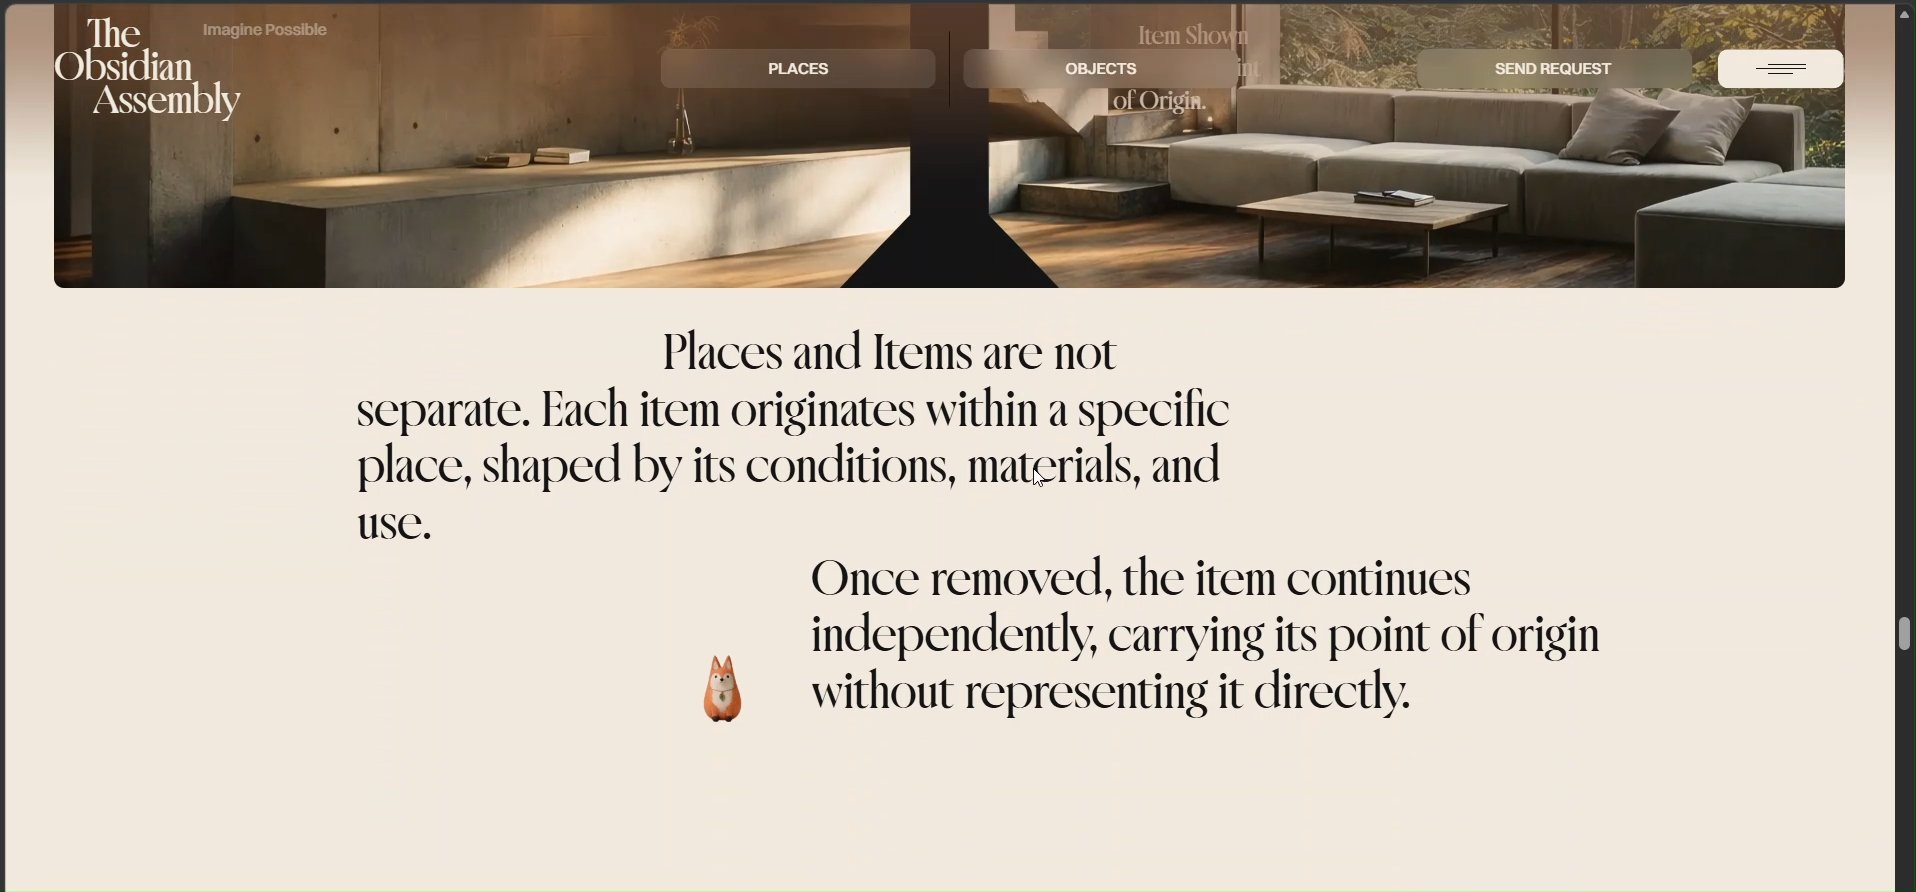 The
Obsidian
Assembly
Imagine Possible
PLACES
OBJECTS
Item Shown
of Origin.
SEND REQUEST
Places and Items are not
separate. Each item originates within a specific
place, shaped by its conditions, materials, and
use.
Once removed, the item continues
independently, carrying its point of origin
without representing it directly.